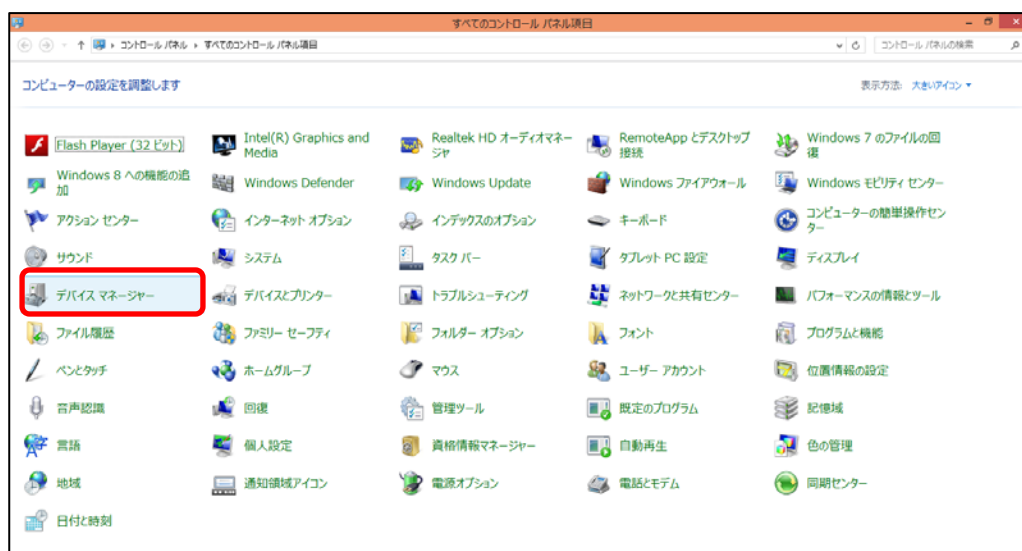 すべてのコントロール パネル項目
コントロール パネル ▸ すべてのコントロール パネル項目
コントロール パネルの検索
コンピューターの設定を調整します
表示方法: 大きいアイコン
Flash Player (32 ビット)
Intel(R) Graphics and
Media
Realtek HD オーディオマネー
ジャ
RemoteApp とデスクトップ
接続
Windows 7 のファイルの回
復
Windows 8 への機能の追
加
Windows Defender
Windows Update
Windows ファイアウォール
Windows モビリティ センター
アクション センター
インターネット オプション
インデックスのオプション
キーボード
コンピューターの簡単操作セン
ター
サウンド
システム
タスク バー
タブレット PC 設定
ディスプレイ
デバイス マネージャー
デバイスとプリンター
トラブルシューティング
ネットワークと共有センター
パフォーマンスの情報とツール
ファイル履歴
ファミリー セーフティ
フォルダー オプション
フォント
プログラムと機能
ペンとタッチ
ホームグループ
マウス
ユーザー アカウント
位置情報の設定
音声認識
回復
管理ツール
既定のプログラム
記憶域
言語
個人設定
資格情報マネージャー
自動再生
色の管理
地域
通知領域アイコン
電源オプション
電話とモデム
同期センター
日付と時刻